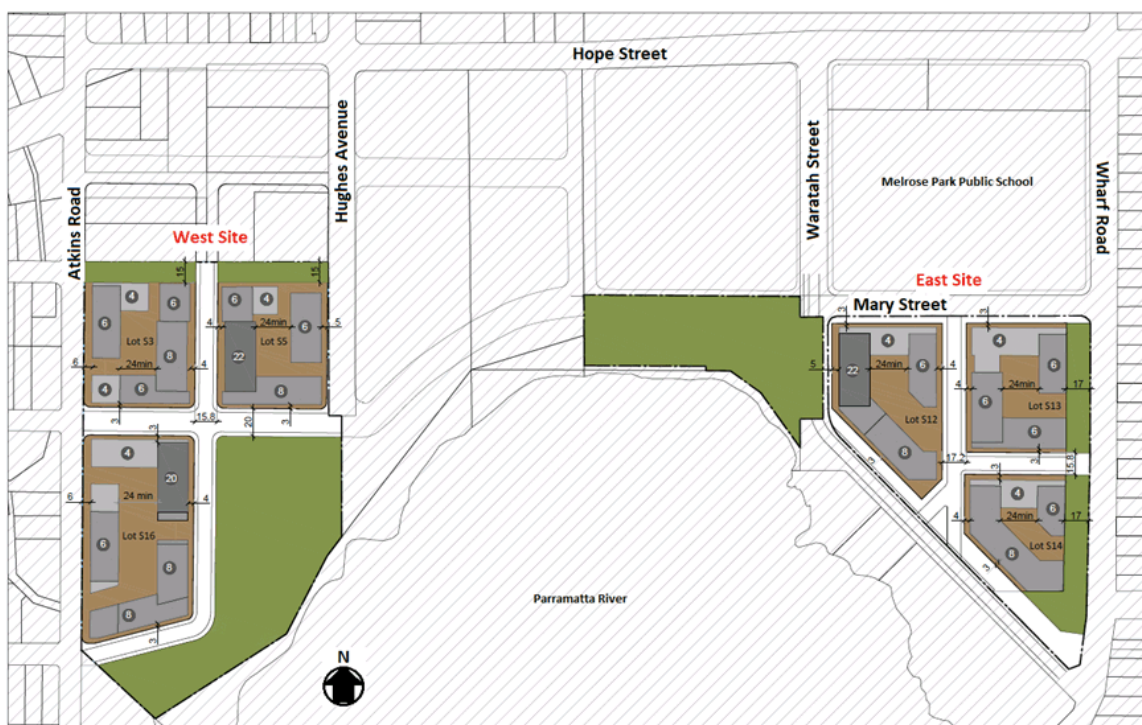 Hope Street
Atkins Road
Hughes Avenue
Waratah Street
Wharf Road
Melrose Park Public School
West Site
East Site
Mary Street
15
15
4
6
6
6
4
6
4
24min
5
Lot S3
Lot S5
8
22
6
24min
4
4
6
8
3
15.8
20
3
3
4
20
6
24 min
4
6
Lot S16
8
8
3
3
3
4
6
4
6
5
22
24min
4
4
24min
17
6
6
Lot S12
Lot S13
8
17.2
3
15.8
3
3
4
6
4
24min
17
Lot S14
8
3
Parramatta River
N